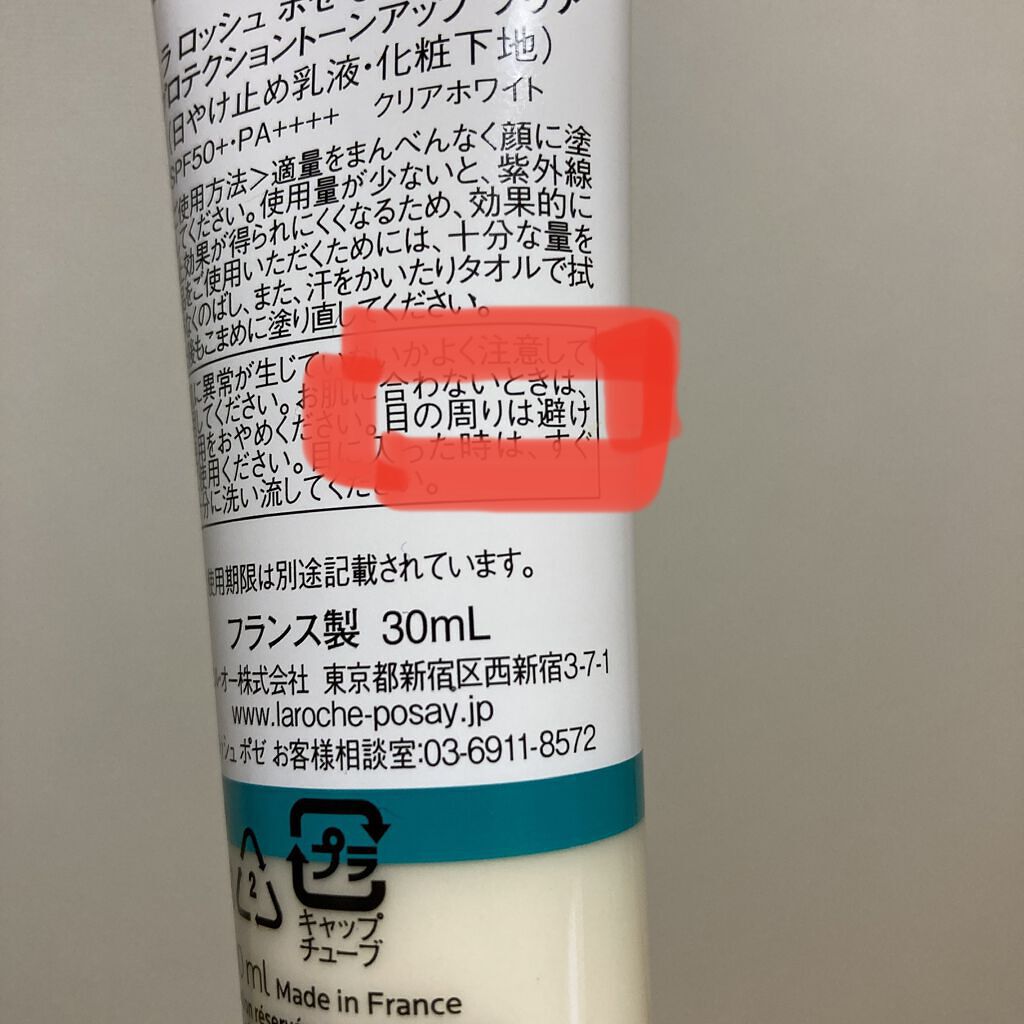 ラ ロッシュ ポゼ
プロテクショントーンアップ クリア
(日やけ止め乳液・化粧下地)
SPF50+・PA++++ クリアホワイト
使用方法＞適量をまんべんなく顔に塗
してください。使用量が少ないと、紫外線
効果が得られにくくなるため、効果的に
をご使用いただくためには、十分な量を
くのばし、また、汗をかいたりタオルで拭
後もこまめに塗り直してください。
に異常が生じていないかよく注意して
してください。お肌に合わないときは、
用をおやめください。目の周りは避け
使用ください。目に入った時は、すぐ
分に洗い流してください。
使用期限は別途記載されています。
フランス製 30mL
ル・オー株式会社 東京都新宿区西新宿3-7-1
www.laroche-posay.jp
シュ ポゼ お客様相談室:03-6911-8572
2
プラ
キャップ
チューブ
ml Made in France